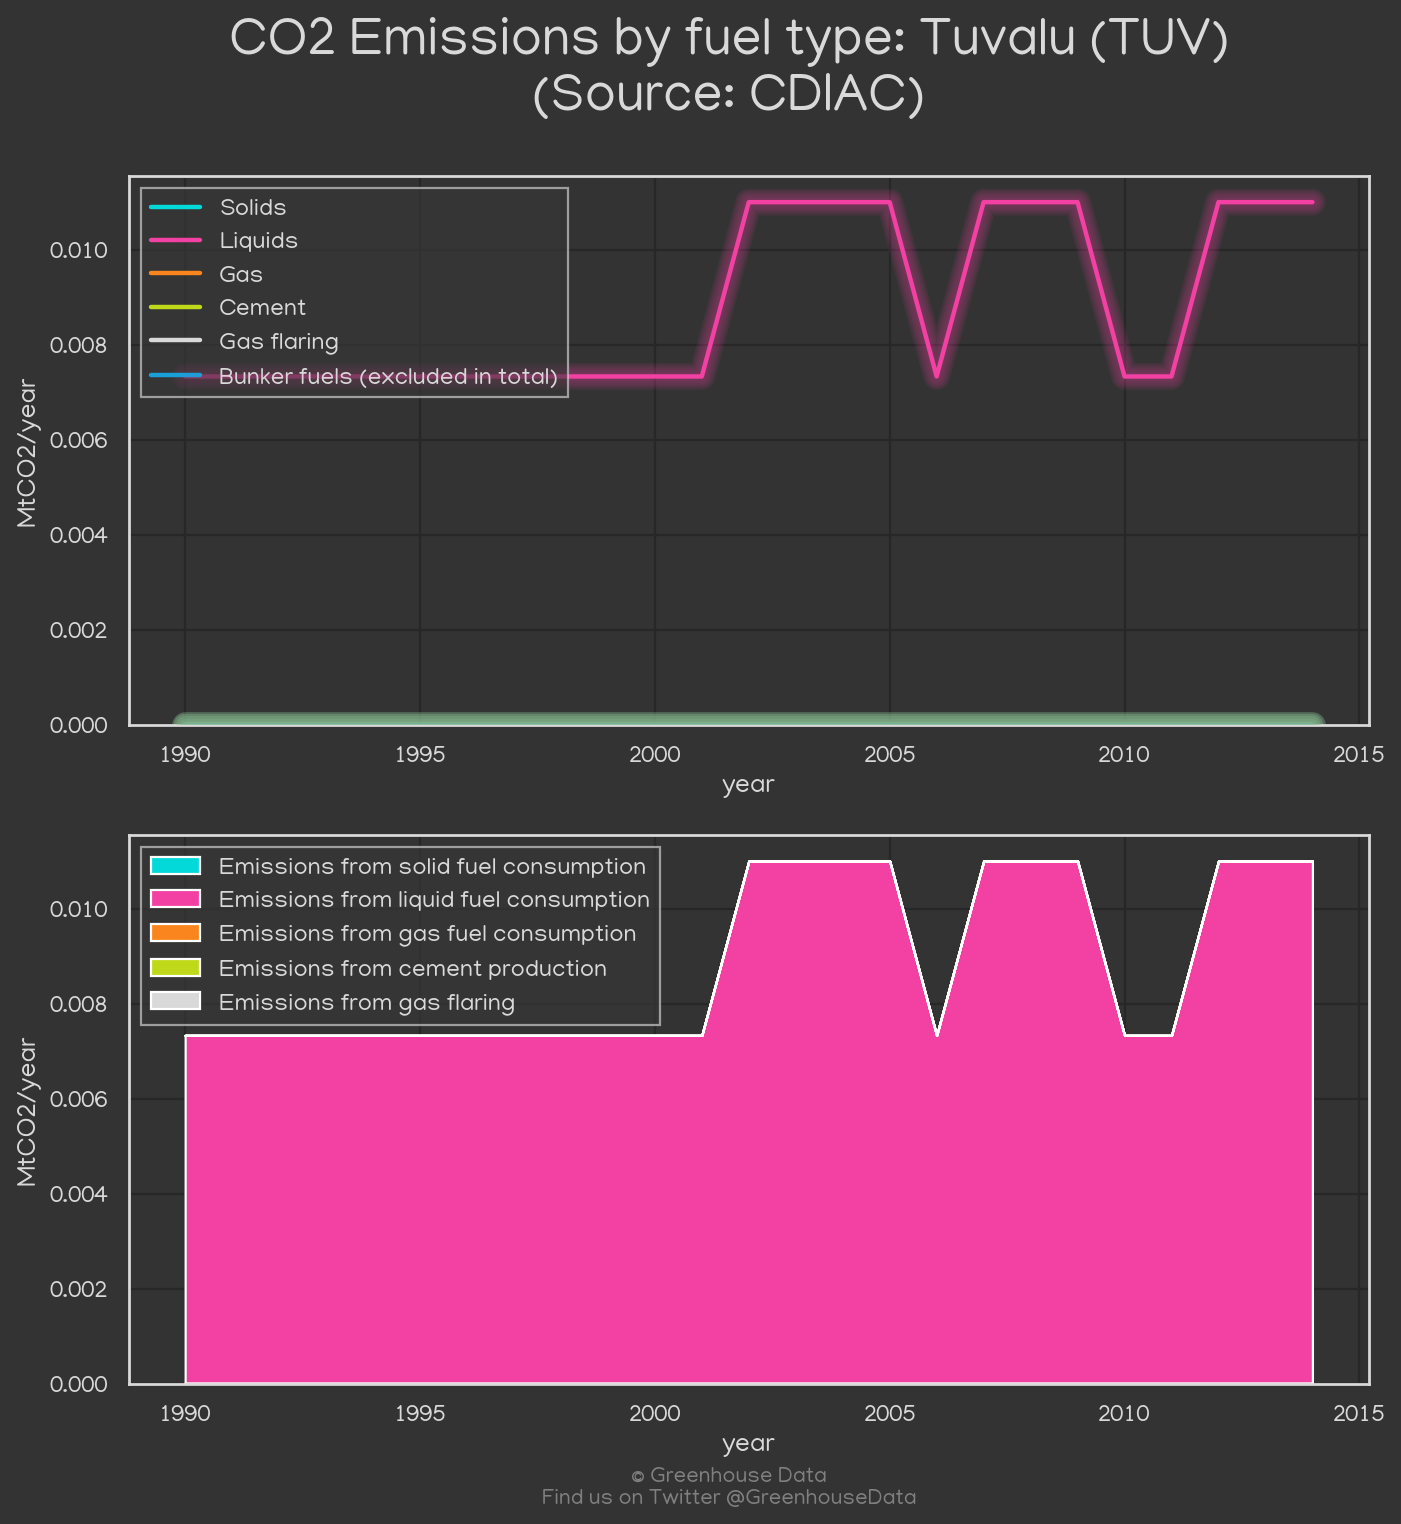 CO2 Emissions by fuel type: Tuvalu (TUV)
(Source: CDIAC)
Solids
Liquids
Gas
Cement
Gas flaring
Bunker fuels (excluded in total)
0.010
0.008
0.006
0.004
0.002
0.000
MtCO2/year
1990 1995 2000 2005 2010 2015
year
Emissions from solid fuel consumption
Emissions from liquid fuel consumption
Emissions from gas fuel consumption
Emissions from cement production
Emissions from gas flaring
0.010
0.008
0.006
0.004
0.002
0.000
MtCO2/year
1990 1995 2000 2005 2010 2015
year
© Greenhouse Data
Find us on Twitter @GreenhouseData